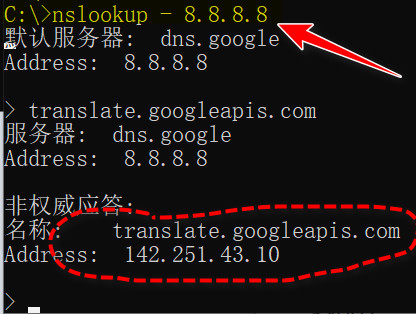 C:\>nslookup - 8.8.8.8
默认服务器:  dns.google
Address:  8.8.8.8
> translate.googleapis.com
服务器:  dns.google
Address:  8.8.8.8
非权威应答:
名称:    translate.googleapis.com
Address:  142.251.43.10
>